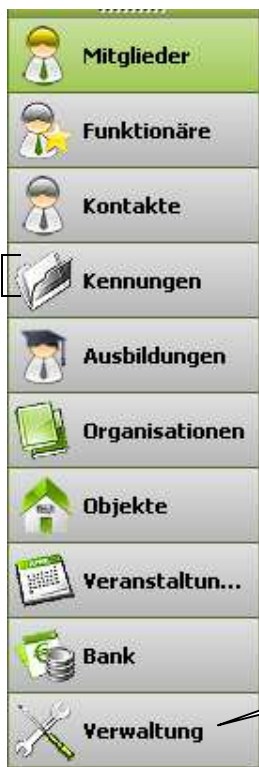 Mitglieder
Funktionäre
Kontakte
Kennungen
Ausbildungen
Organisationen
Objekte
Veranstaltun...
Bank
Verwaltung